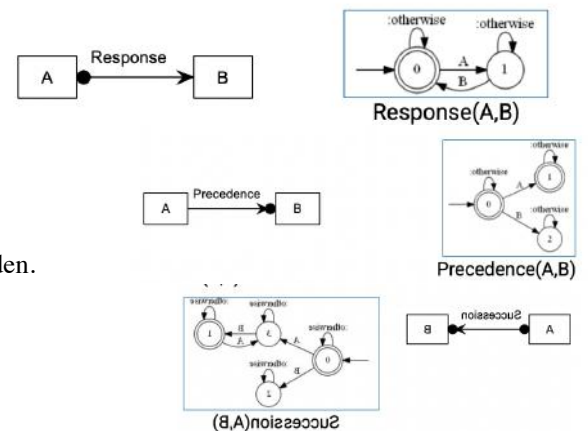 Response
A
B
:otherwise
:otherwise
0
A
B
1
Response(A,B)
Precedence
A
B
:otherwise
:otherwise
:otherwise
0
A
B
1
2
Precedence(A,B)
den.
:otherwise
:otherwise
:otherwise
:otherwise
1
B
A
3
A
0
B
2
Succession(A,B)
Succession
B
A